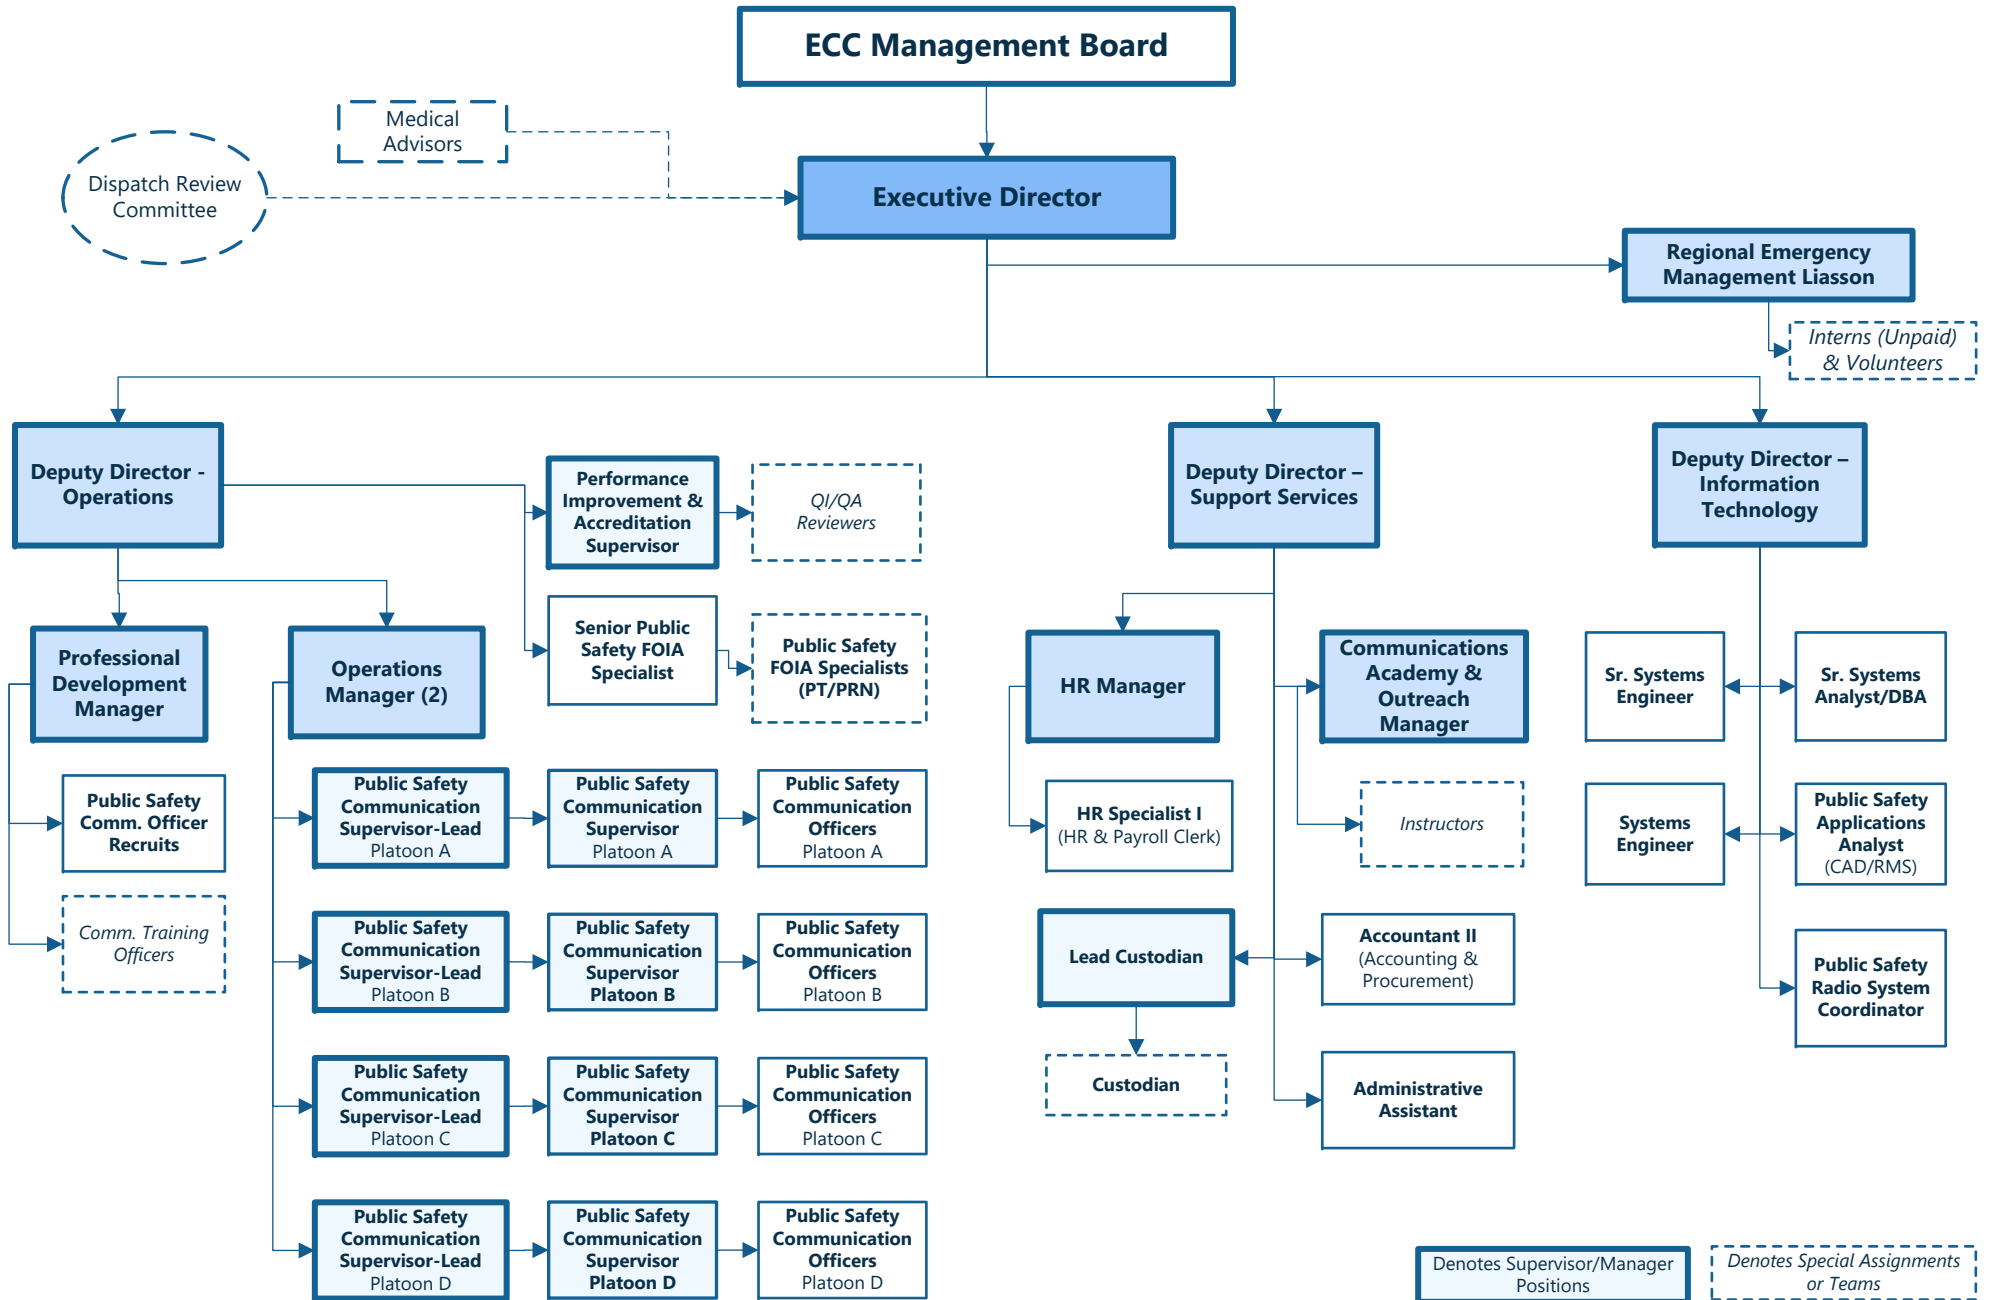 ECC Management Board
Medical
Advisors
Dispatch Review
Committee
Executive Director
Regional Emergency
Management Liasson
Interns (Unpaid)
& Volunteers
Deputy Director -
Operations
Performance
Improvement &
Accreditation
Supervisor
QI/QA
Reviewers
Deputy Director –
Support Services
Deputy Director –
Information
Technology
Senior Public
Safety FOIA
Specialist
Public Safety
FOIA Specialists
(PT/PRN)
Professional
Development
Manager
Operations
Manager (2)
HR Manager
Communications
Academy &
Outreach
Manager
Sr. Systems
Engineer
Sr. Systems
Analyst/DBA
Public Safety
Comm. Officer
Recruits
Public Safety
Communication
Supervisor-Lead
Platoon A
Public Safety
Communication
Supervisor
Platoon A
Public Safety
Communication
Officers
Platoon A
HR Specialist I
(HR & Payroll Clerk)
Instructors
Systems
Engineer
Public Safety
Applications
Analyst
(CAD/RMS)
Comm. Training
Officers
Public Safety
Communication
Supervisor-Lead
Platoon B
Public Safety
Communication
Supervisor
Platoon B
Public Safety
Communication
Officers
Platoon B
Lead Custodian
Accountant II
(Accounting &
Procurement)
Public Safety
Radio System
Coordinator
Public Safety
Communication
Supervisor-Lead
Platoon C
Public Safety
Communication
Supervisor
Platoon C
Public Safety
Communication
Officers
Platoon C
Custodian
Administrative
Assistant
Public Safety
Communication
Supervisor-Lead
Platoon D
Public Safety
Communication
Supervisor
Platoon D
Public Safety
Communication
Officers
Platoon D
Denotes Supervisor/Manager
Positions
Denotes Special Assignments
or Teams